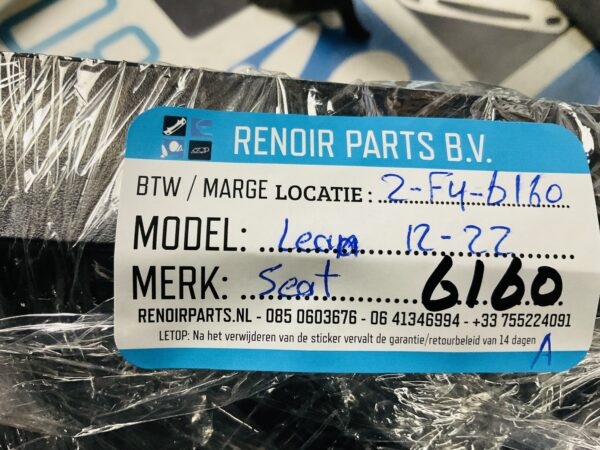 RENOIR PARTS B.V.
BTW / MARGE LOCATIE : 2-F4-6160
MODEL: Leon 12-22
MERK: Seat 6160
RENOIRPARTS.NL - 085 0603676 - 06 41346994 - +33 755224091
LETOP: Na het verwijderen van de sticker vervalt de garantie/retourbeleid van 14 dagen
A